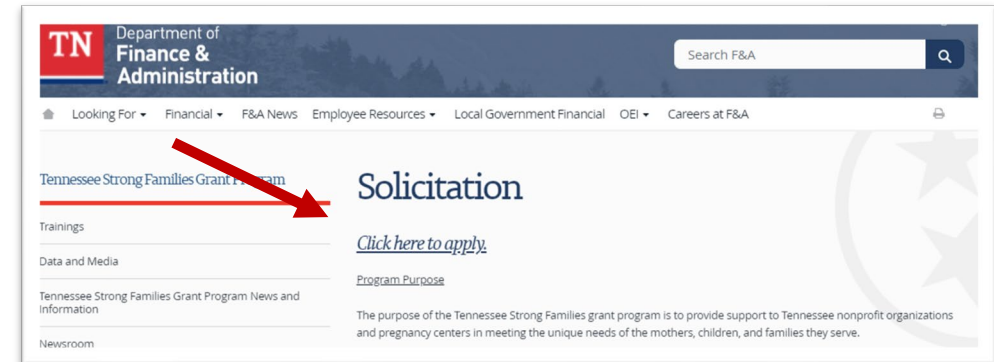 TN
Department of
Finance &
Administration
Search F&A
Looking For
Financial
F&A News
Employee Resources
Local Government Financial
OEI
Careers at F&A
Tennessee Strong Families Grant Program
Trainings
Data and Media
Tennessee Strong Families Grant Program News and
Information
Newsroom
Solicitation
Click here to apply.
Program Purpose
The purpose of the Tennessee Strong Families grant program is to provide support to Tennessee nonprofit organizations
and pregnancy centers in meeting the unique needs of the mothers, children, and families they serve.